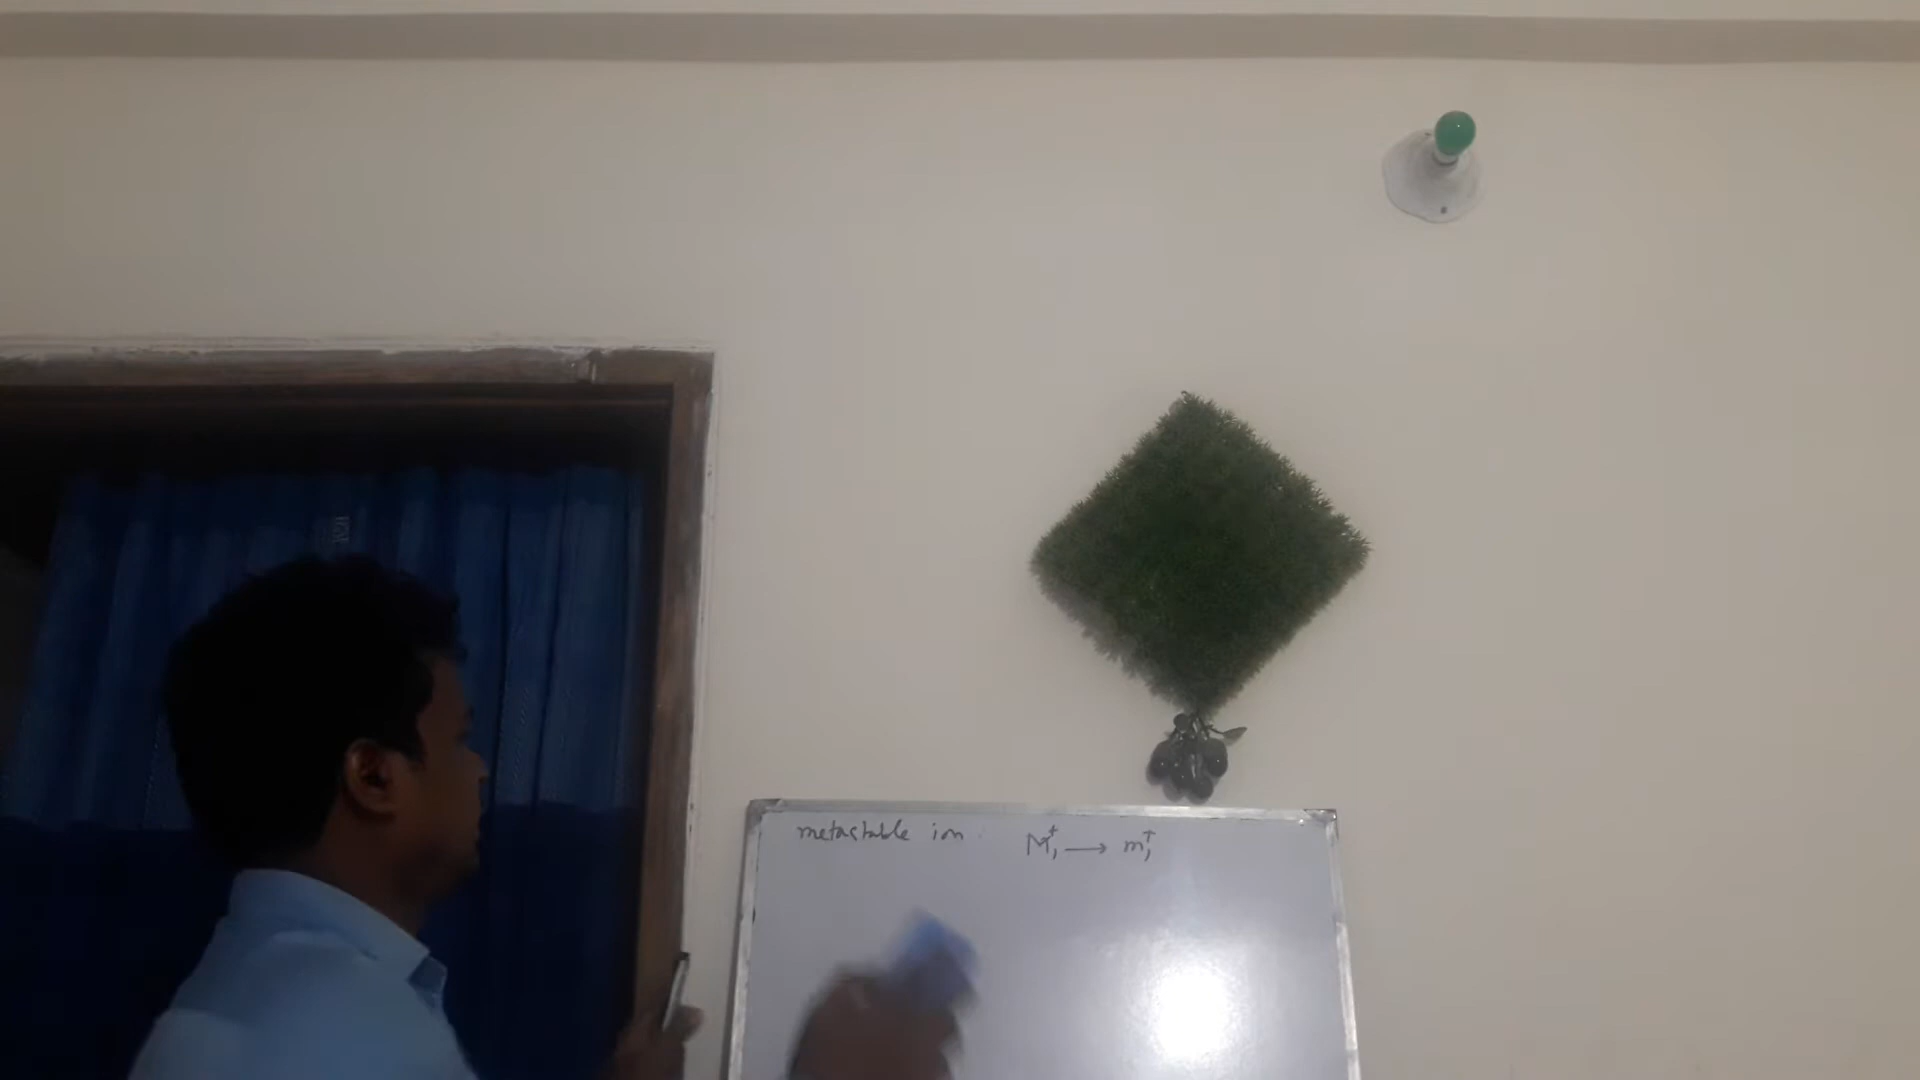 metastable ion. M₁⁺ ⟶ m₁⁺